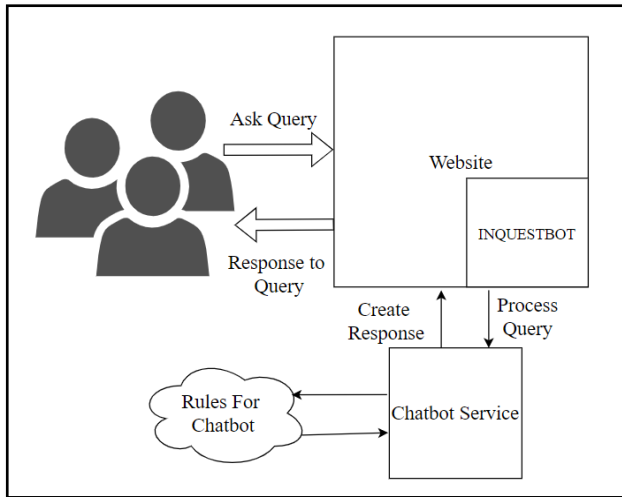 Ask Query
Website
INQUESTBOT
Response to
Query
Create
Response
Process
Query
Rules For
Chatbot
Chatbot Service